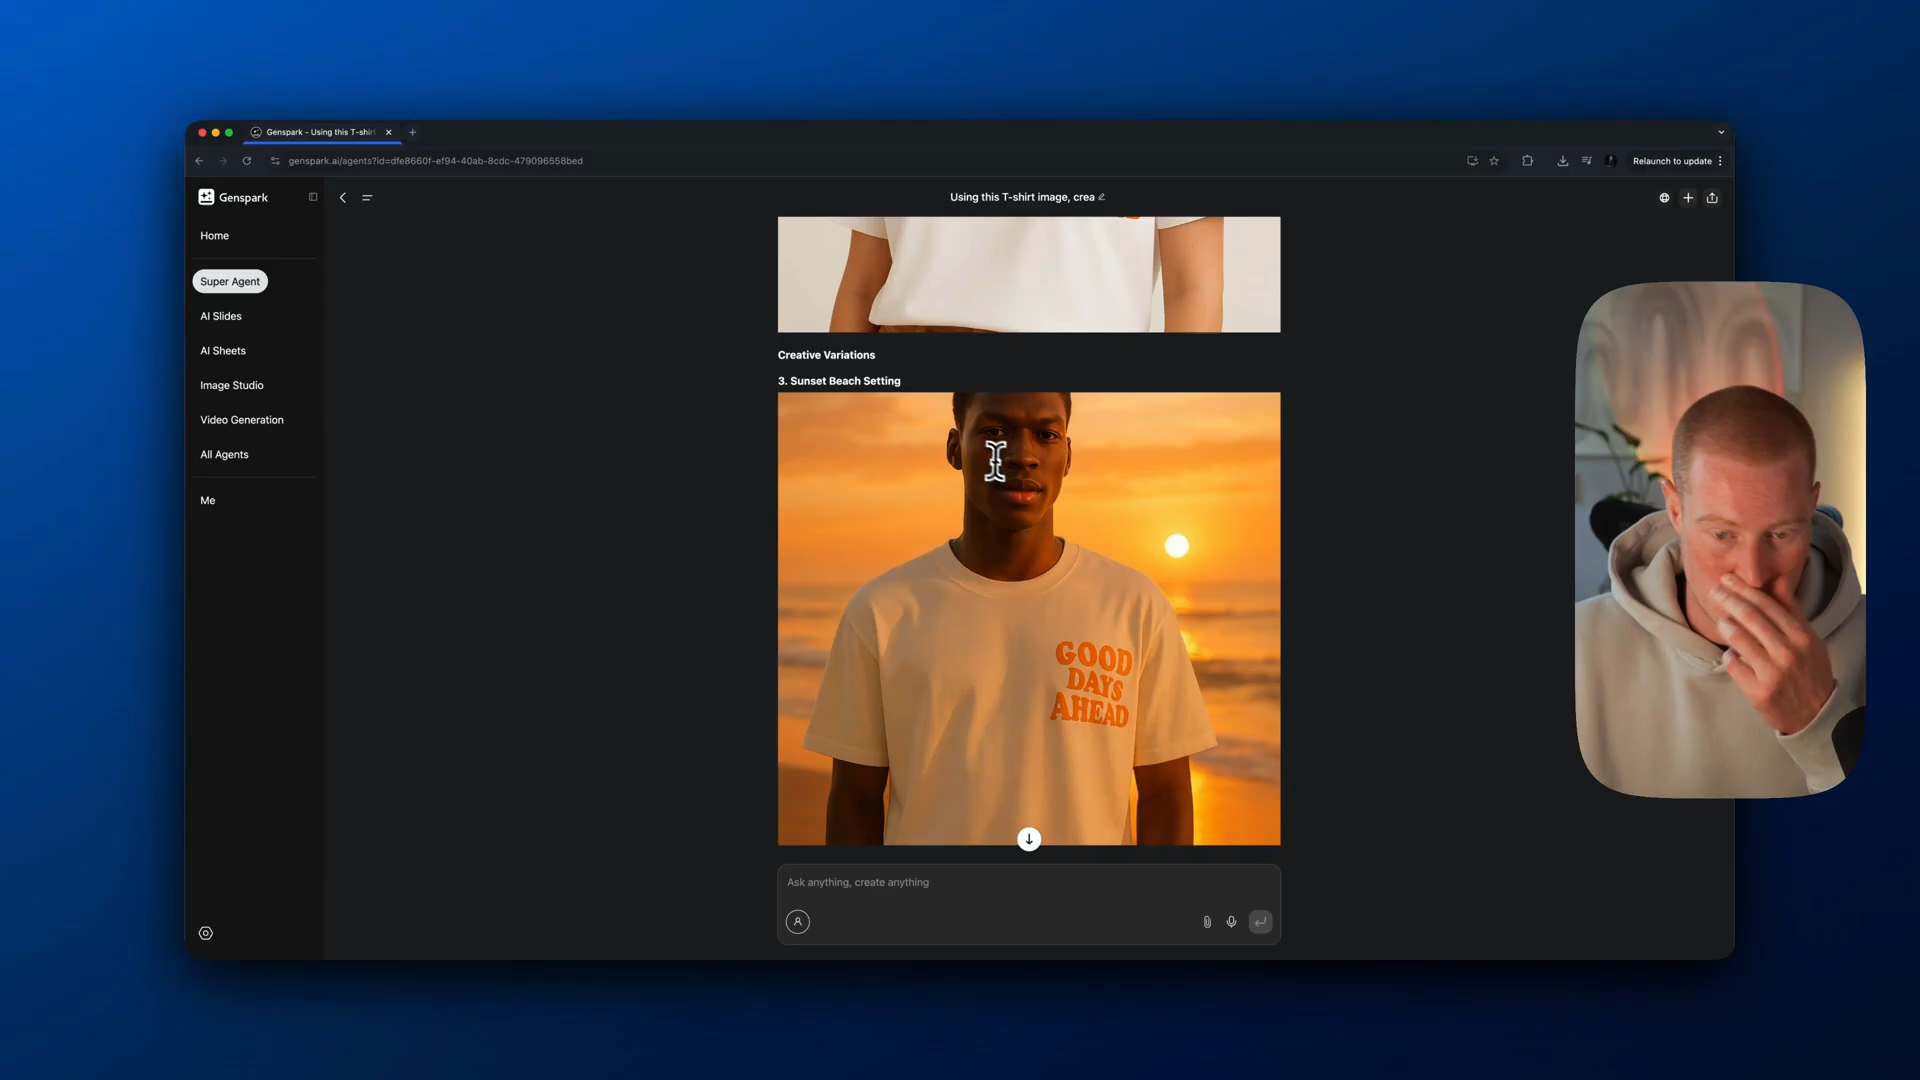 Genspark - Using this T-shir
genspark.ai/agents?id=dfe8660f-ef94-40ab-8cdc-479096558bed
Relaunch to update
Genspark
Using this T-shirt image, crea
Home
Super Agent
AI Slides
AI Sheets
Image Studio
Video Generation
All Agents
Me
Creative Variations
3. Sunset Beach Setting
GOOD
DAYS
AHEAD
Ask anything, create anything